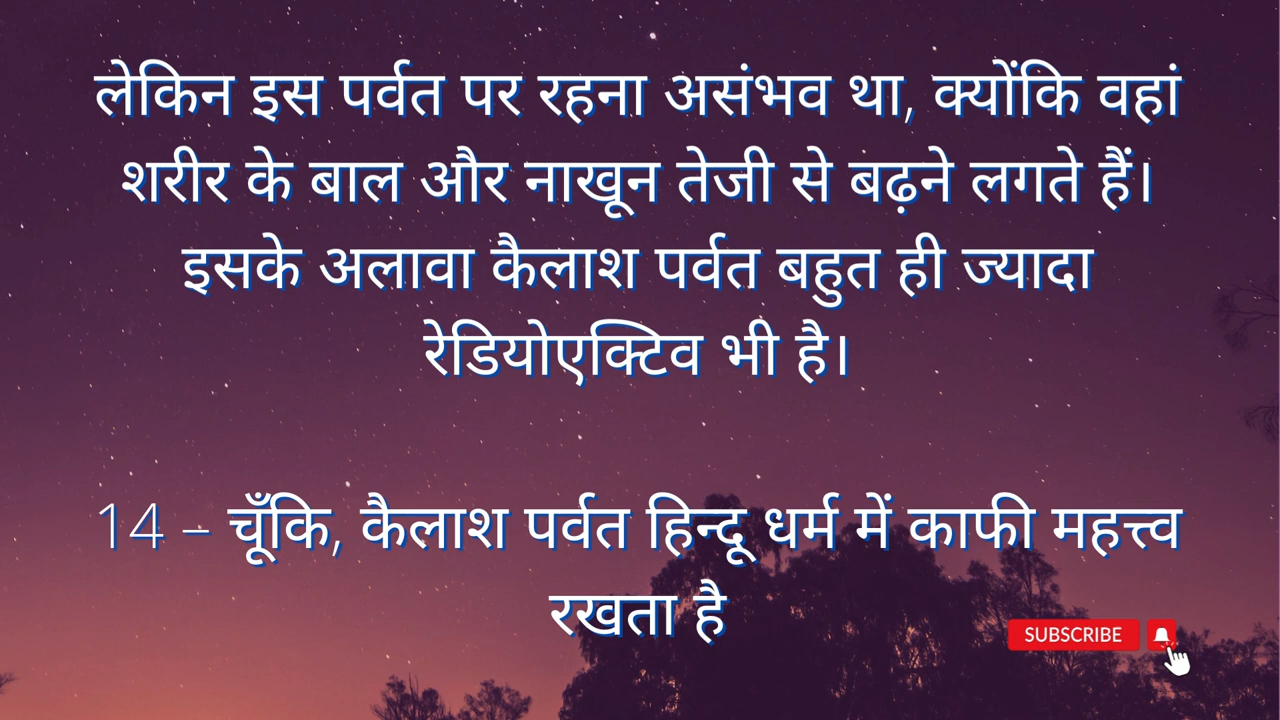 लेकिन इस पर्वत पर रहना असंभव था, क्योंकि वहां
शरीर के बाल और नाखून तेजी से बढ़ने लगते हैं।
इसके अलावा कैलाश पर्वत बहुत ही ज्यादा
रेडियोएक्टिव भी है।
14 – चूँकि, कैलाश पर्वत हिन्दू धर्म में काफी महत्त्व
रखता है
SUBSCRIBE